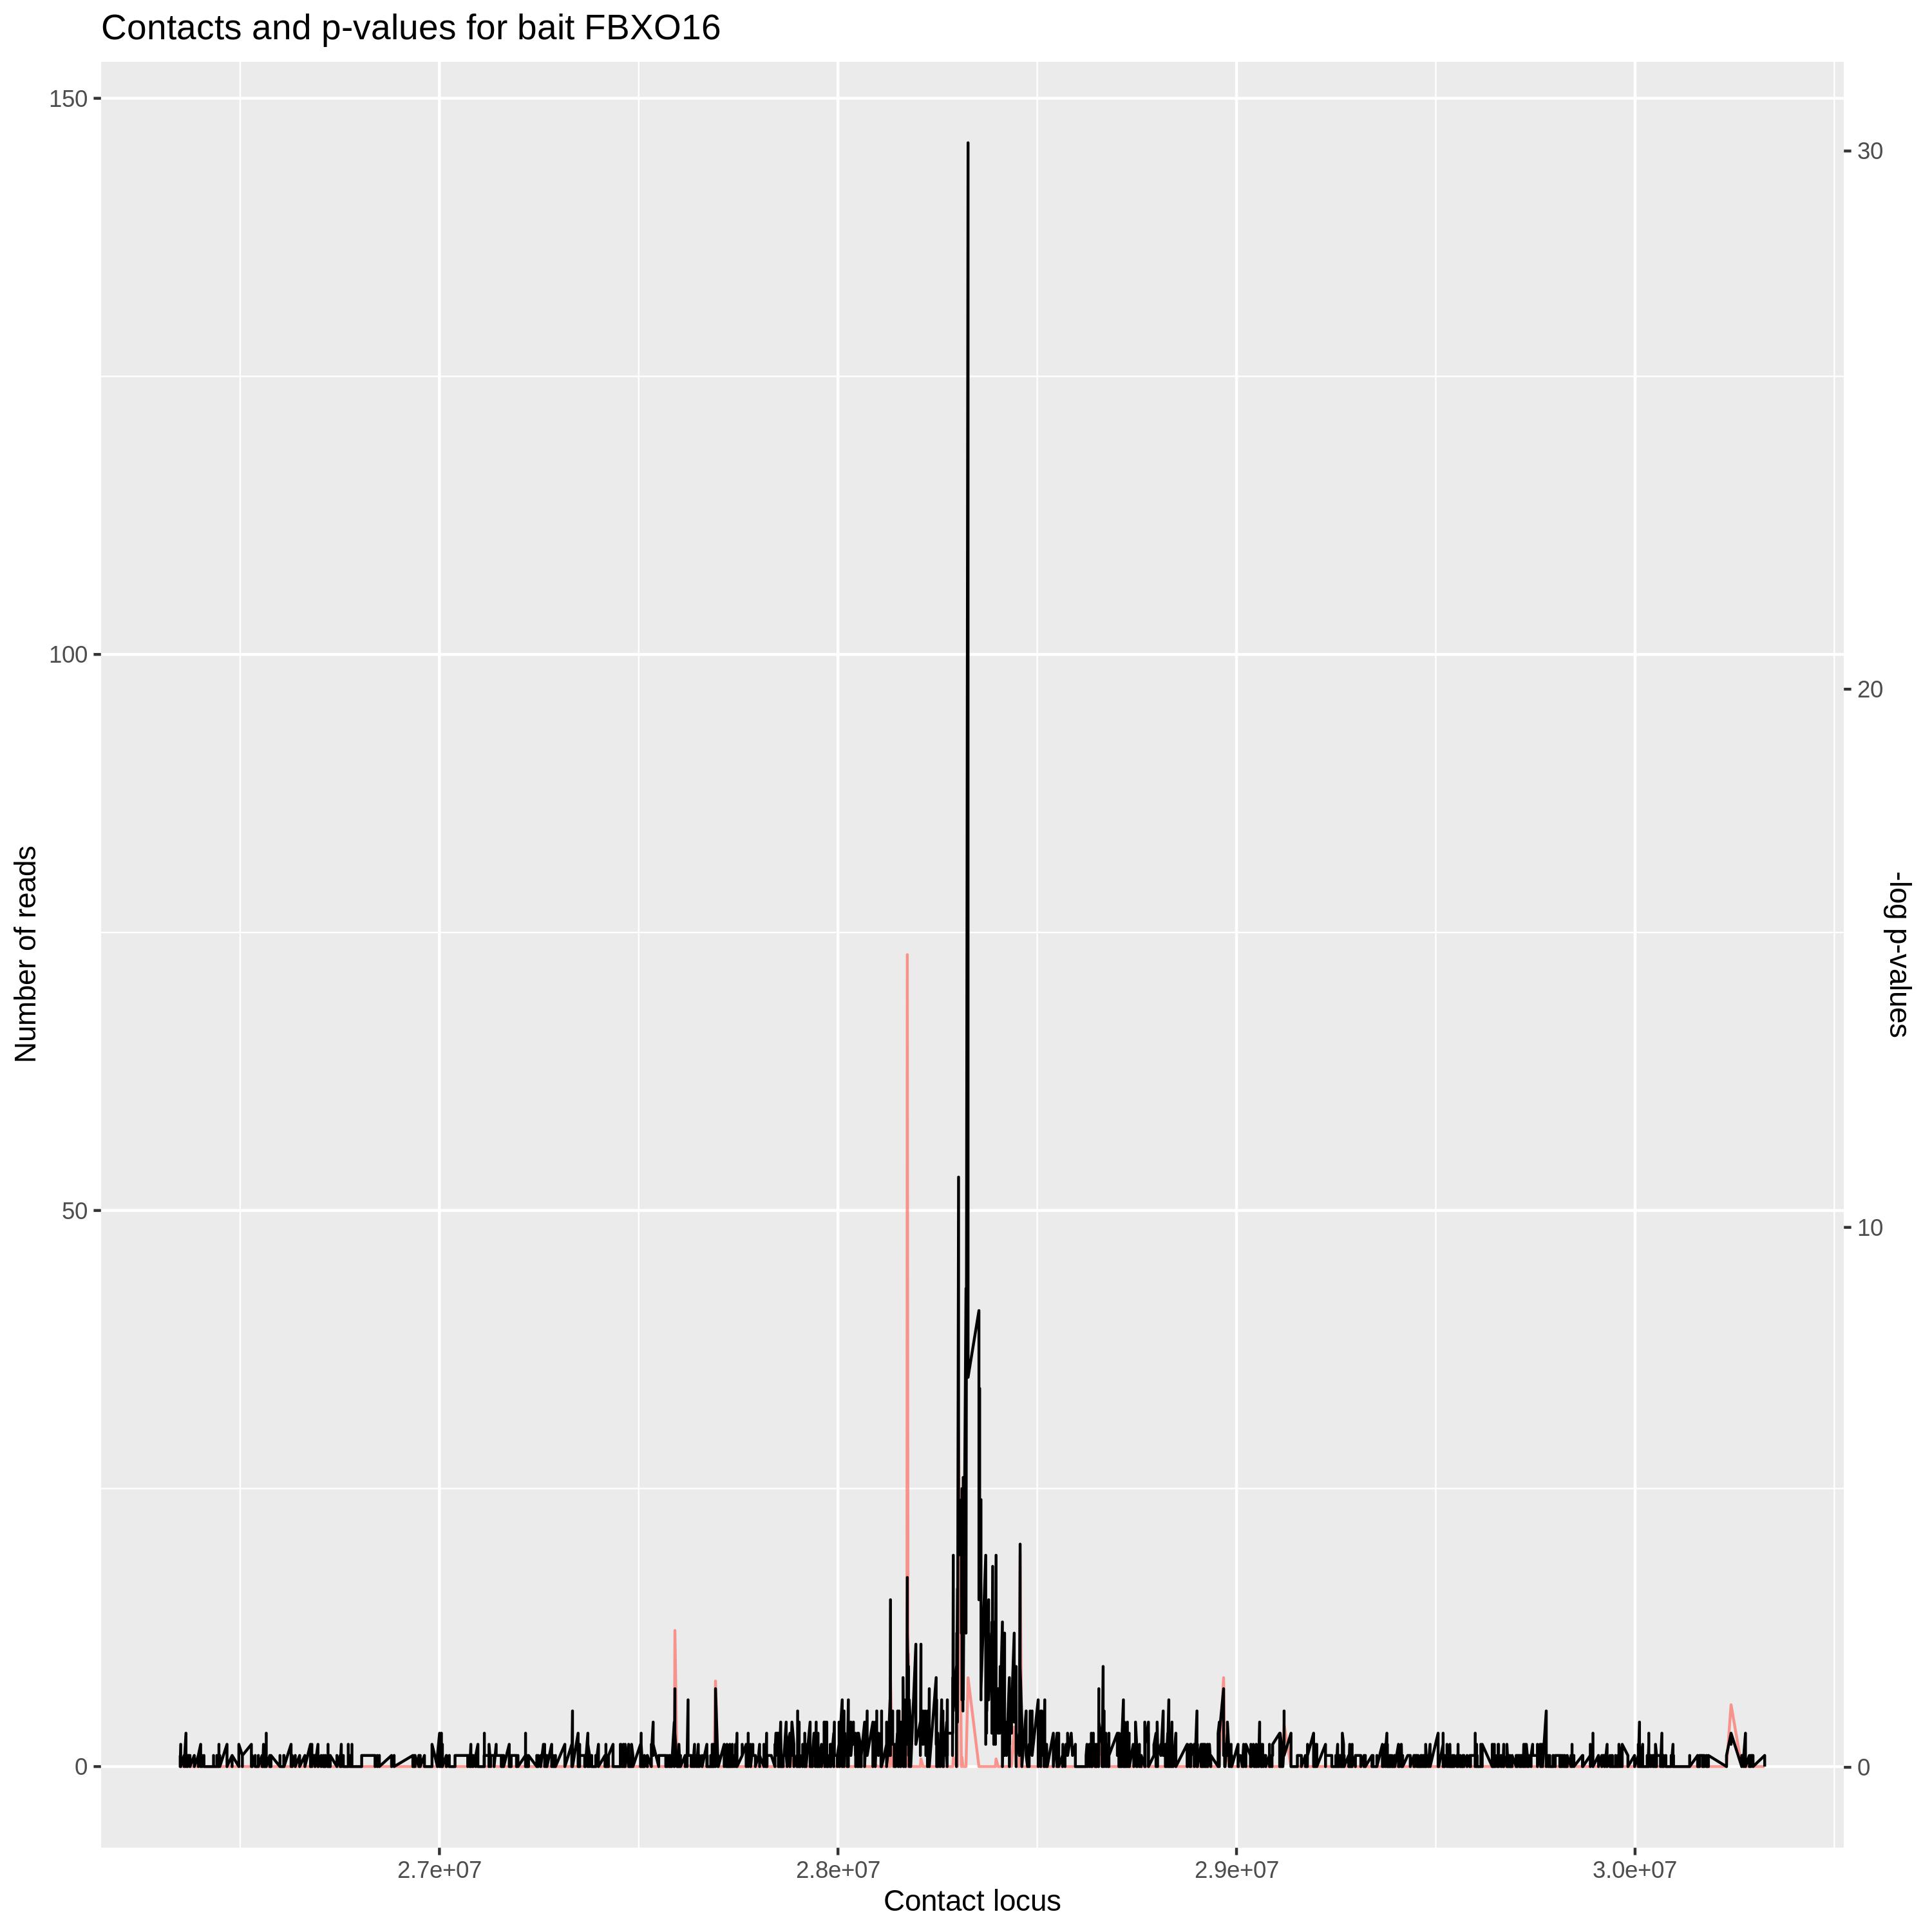 Contacts and p-values for bait FBXO16
150
100
50
0
30
20
10
0
Number of reads
-log p-values
2.7e+07 2.8e+07 2.9e+07 3.0e+07
Contact locus